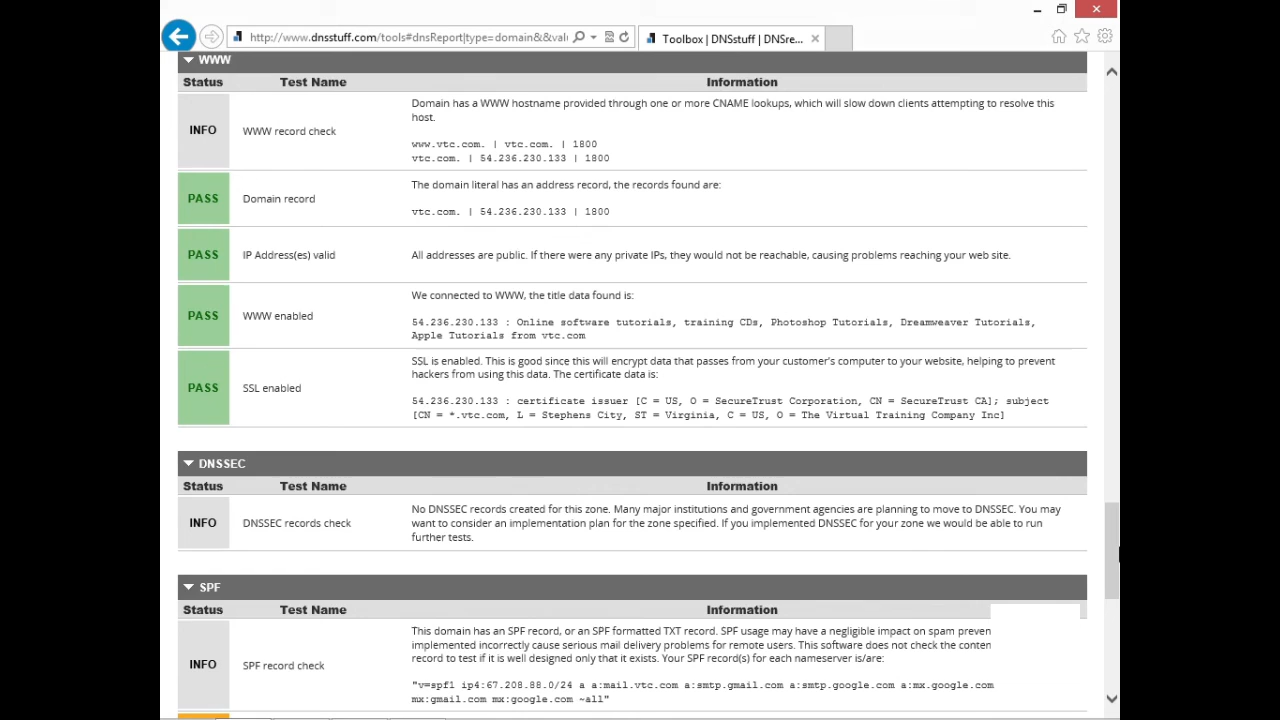 http://www.dnsstuff.com/tools#dnsReport|type=domain&&valu
Toolbox | DNSstuff | DNSre...
WWW
Status Test Name Information
INFO WWW record check
Domain has a WWW hostname provided through one or more CNAME lookups, which will slow down clients attempting to resolve this
host.
www.vtc.com. | vtc.com. | 1800
vtc.com. | 54.236.230.133 | 1800
PASS Domain record
The domain literal has an address record, the records found are:
vtc.com. | 54.236.230.133 | 1800
PASS IP Address(es) valid All addresses are public. If there were any private IPs, they would not be reachable, causing problems reaching your web site.
PASS WWW enabled
We connected to WWW, the title data found is:
54.236.230.133 : Online software tutorials, training CDs, Photoshop Tutorials, Dreamweaver Tutorials,
Apple Tutorials from vtc.com
PASS SSL enabled
SSL is enabled. This is good since this will encrypt data that passes from your customer's computer to your website, helping to prevent
hackers from using this data. The certificate data is:
54.236.230.133 : certificate issuer [C = US, O = SecureTrust Corporation, CN = SecureTrust CA]; subject
[CN = *.vtc.com, L = Stephens City, ST = Virginia, C = US, O = The Virtual Training Company Inc]
DNSSEC
Status Test Name Information
INFO DNSSEC records check
No DNSSEC records created for this zone. Many major institutions and government agencies are planning to move to DNSSEC. You may
want to consider an implementation plan for the zone specified. If you implemented DNSSEC for your zone we would be able to run
further tests.
SPF
Status Test Name Information
INFO SPF record check
This domain has an SPF record, or an SPF formatted TXT record. SPF usage may have a negligible impact on spam preven
implemented incorrectly cause serious mail delivery problems for remote users. This software does not check the conten
record to test if it is well designed only that it exists. Your SPF record(s) for each nameserver is/are:
"v=spf1 ip4:67.208.88.0/24 a a:mail.vtc.com a:smtp.gmail.com a:smtp.google.com a:mx.google.com
mx:gmail.com mx:google.com ~all"